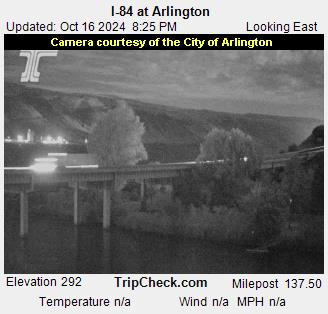 I-84 at Arlington
Updated: Oct 16 2024 8:25 PM Looking East
Camera courtesy of the City of Arlington
Elevation 292 TripCheck.com Milepost 137.50
Temperature n/a Wind n/a MPH n/a